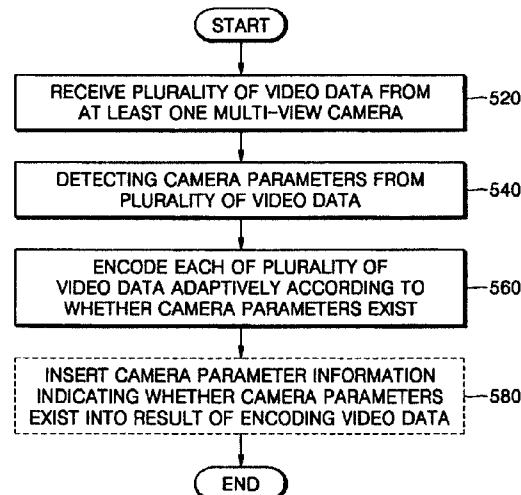 START
RECEIVE PLURALITY OF VIDEO DATA FROM
AT LEAST ONE MULTI-VIEW CAMERA
520
DETECTING CAMERA PARAMETERS FROM
PLURALITY OF VIDEO DATA
540
ENCODE EACH OF PLURALITY OF
VIDEO DATA ADAPTIVELY ACCORDING TO
WHETHER CAMERA PARAMETERS EXIST
560
INSERT CAMERA PARAMETER INFORMATION
INDICATING WHETHER CAMERA PARAMETERS
EXIST INTO RESULT OF ENCODING VIDEO DATA
580
END